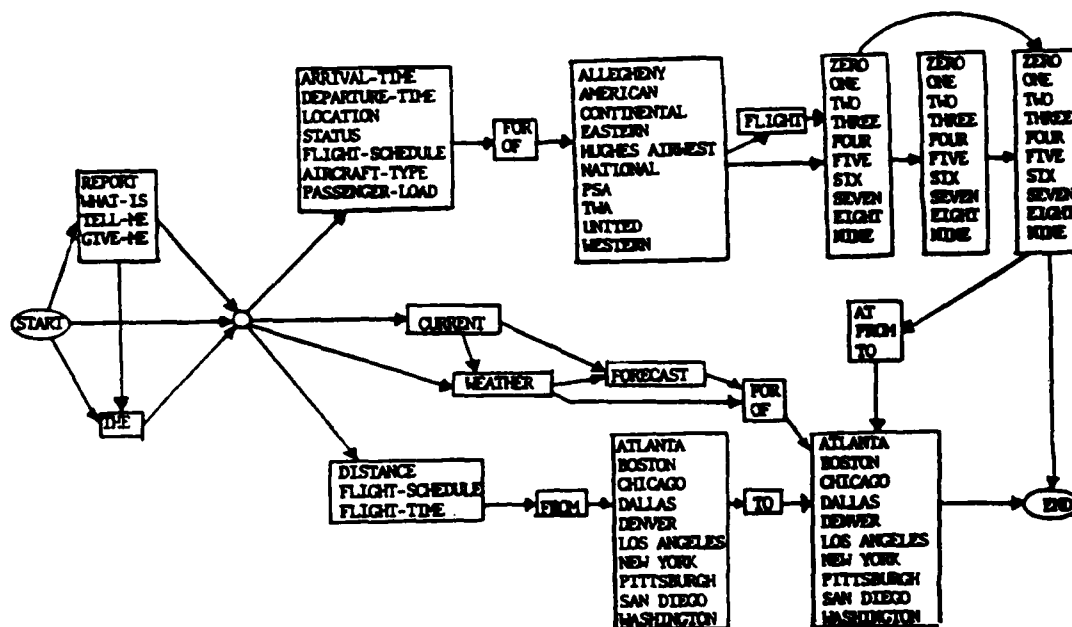 START
REPORT
WHAT-IS
TELL-ME
GIVE-ME
THE
ARRIVAL-TIME
DEPARTURE-TIME
LOCATION
STATUS
FLIGHT-SCHEDULE
AIRCRAFT-TYPE
PASSENGER-LOAD
FOR
OF
ALLEGHENY
AMERICAN
CONTINENTAL
EASTERN
HUGHES AIRWEST
NATIONAL
PSA
TWA
UNITED
WESTERN
FLIGHT
ZERO
ONE
TWO
THREE
FOUR
FIVE
SIX
SEVEN
EIGHT
NINE
ZERO
ONE
TWO
THREE
FOUR
FIVE
SIX
SEVEN
EIGHT
NINE
ZERO
ONE
TWO
THREE
FOUR
FIVE
SIX
SEVEN
EIGHT
NINE
CURRENT
WEATHER
FORECAST
FOR
OF
AT
FROM
TO
DISTANCE
FLIGHT-SCHEDULE
FLIGHT-TIME
FROM
ATLANTA
BOSTON
CHICAGO
DALLAS
DENVER
LOS ANGELES
NEW YORK
PITTSBURGH
SAN DIEGO
WASHINGTON
TO
ATLANTA
BOSTON
CHICAGO
DALLAS
DENVER
LOS ANGELES
NEW YORK
PITTSBURGH
SAN DIEGO
WASHINGTON
END